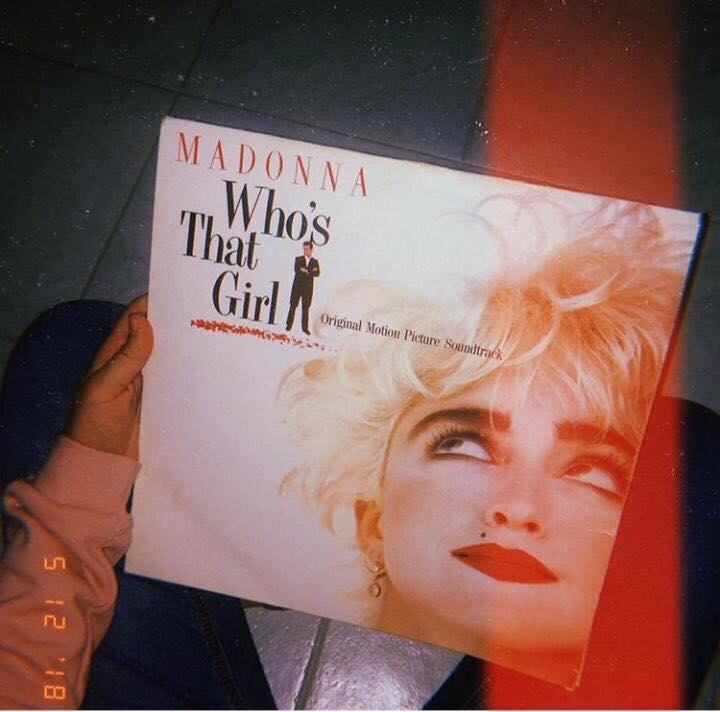 MADONNA
Who's
That
Girl
Original Motion Picture Soundtrack
5 12 '18